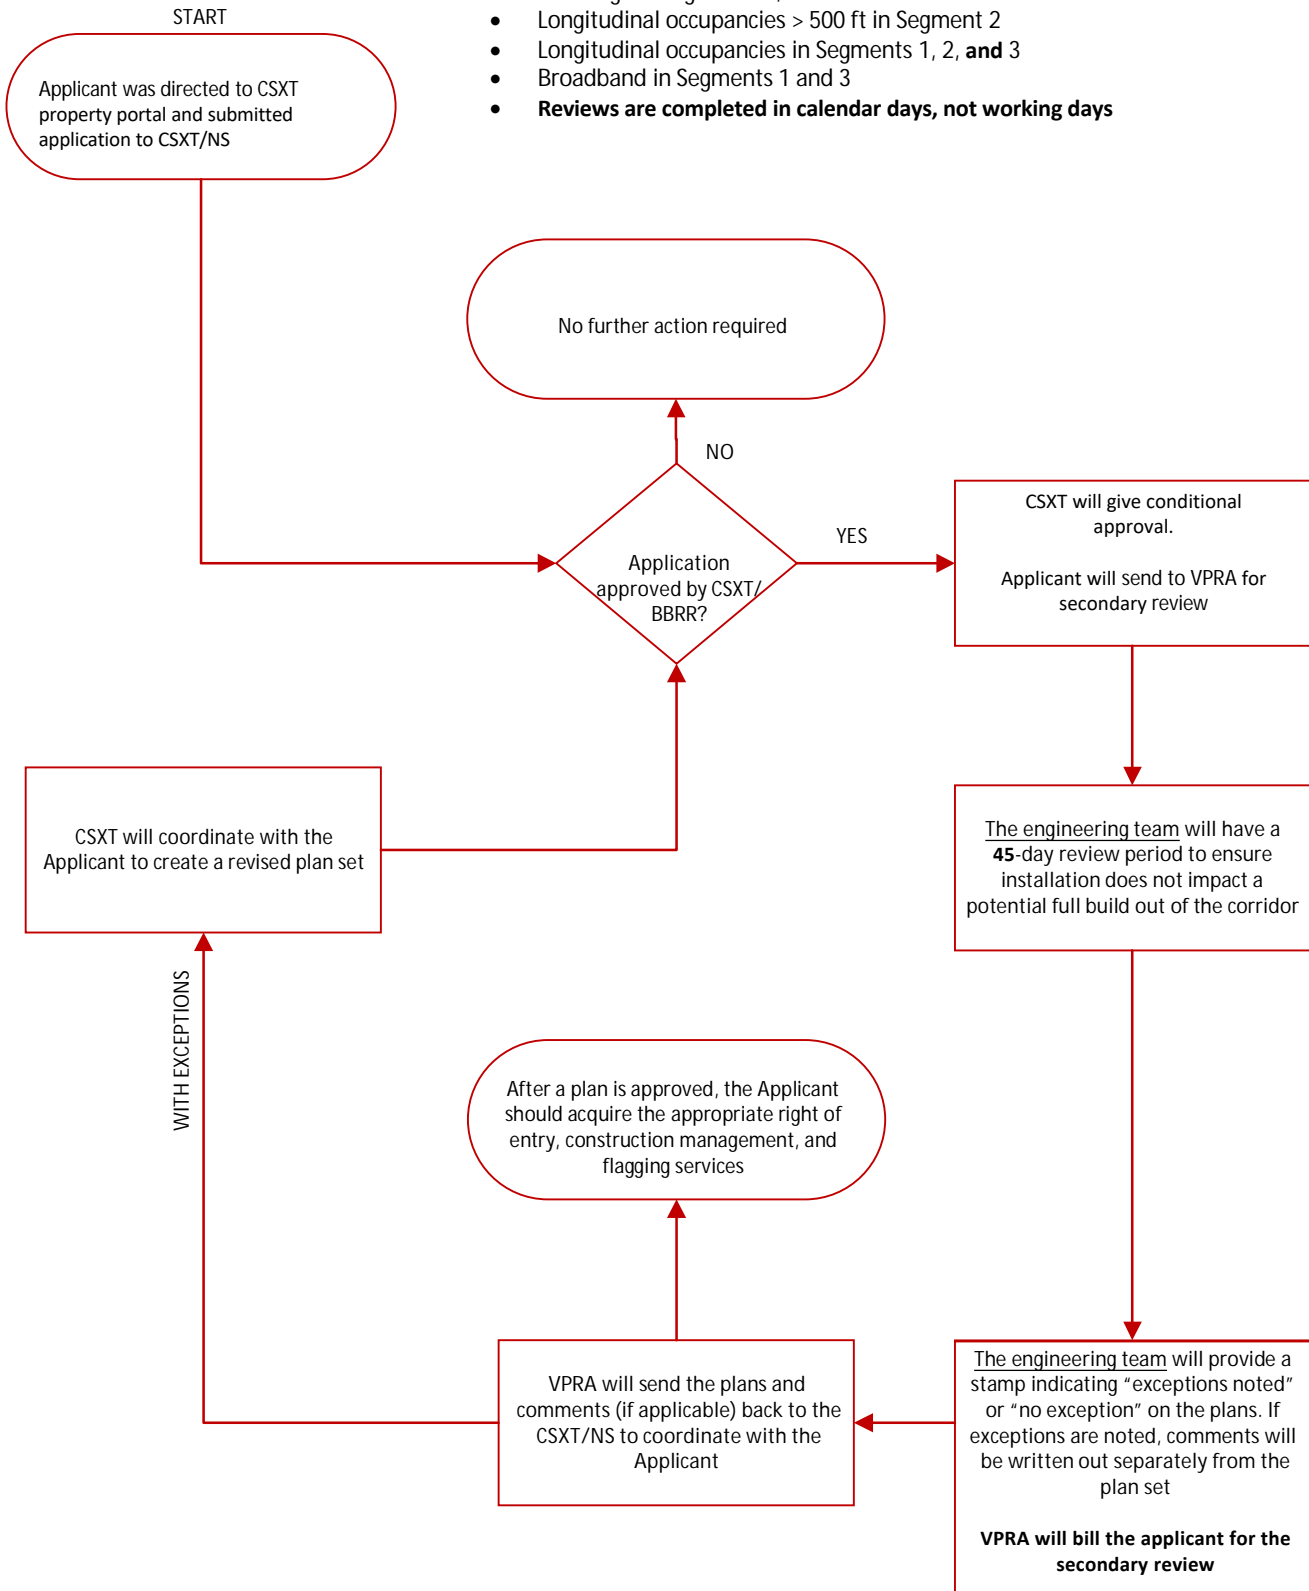 START
• Longitudinal occupancies > 500 ft in Segment 2
• Longitudinal occupancies in Segments 1, 2, and 3
• Broadband in Segments 1 and 3
• Reviews are completed in calendar days, not working days
Applicant was directed to CSXT
property portal and submitted
application to CSXT/NS
No further action required
NO
YES
Application
approved by CSXT/
BBRR?
CSXT will give conditional
approval.
Applicant will send to VPRA for
secondary review
CSXT will coordinate with the
Applicant to create a revised plan set
The engineering team will have a
45-day review period to ensure
installation does not impact a
potential full build out of the corridor
WITH EXCEPTIONS
After a plan is approved, the Applicant
should acquire the appropriate right of
entry, construction management, and
flagging services
VPRA will send the plans and
comments (if applicable) back to the
CSXT/NS to coordinate with the
Applicant
The engineering team will provide a
stamp indicating “exceptions noted”
or “no exception” on the plans. If
exceptions are noted, comments will
be written out separately from the
plan set
VPRA will bill the applicant for the
secondary review